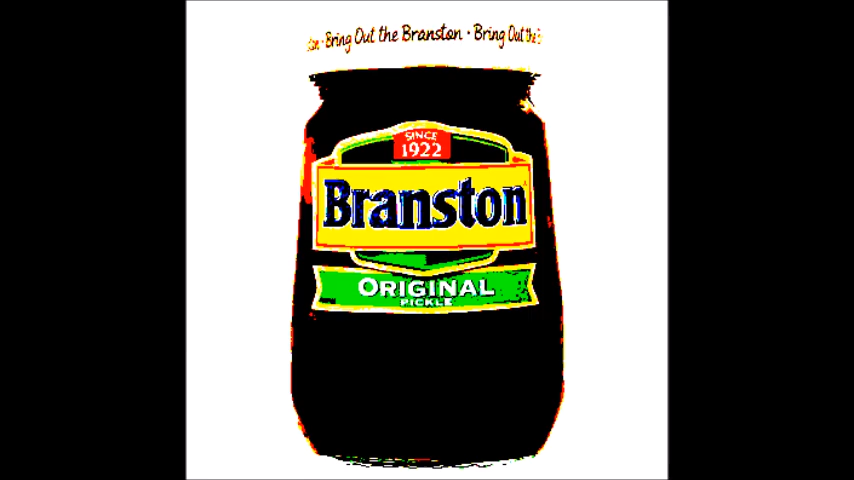 Bring Out the Branston · Bring Out the
SINCE
1922
Branston
ORIGINAL
PICKLE